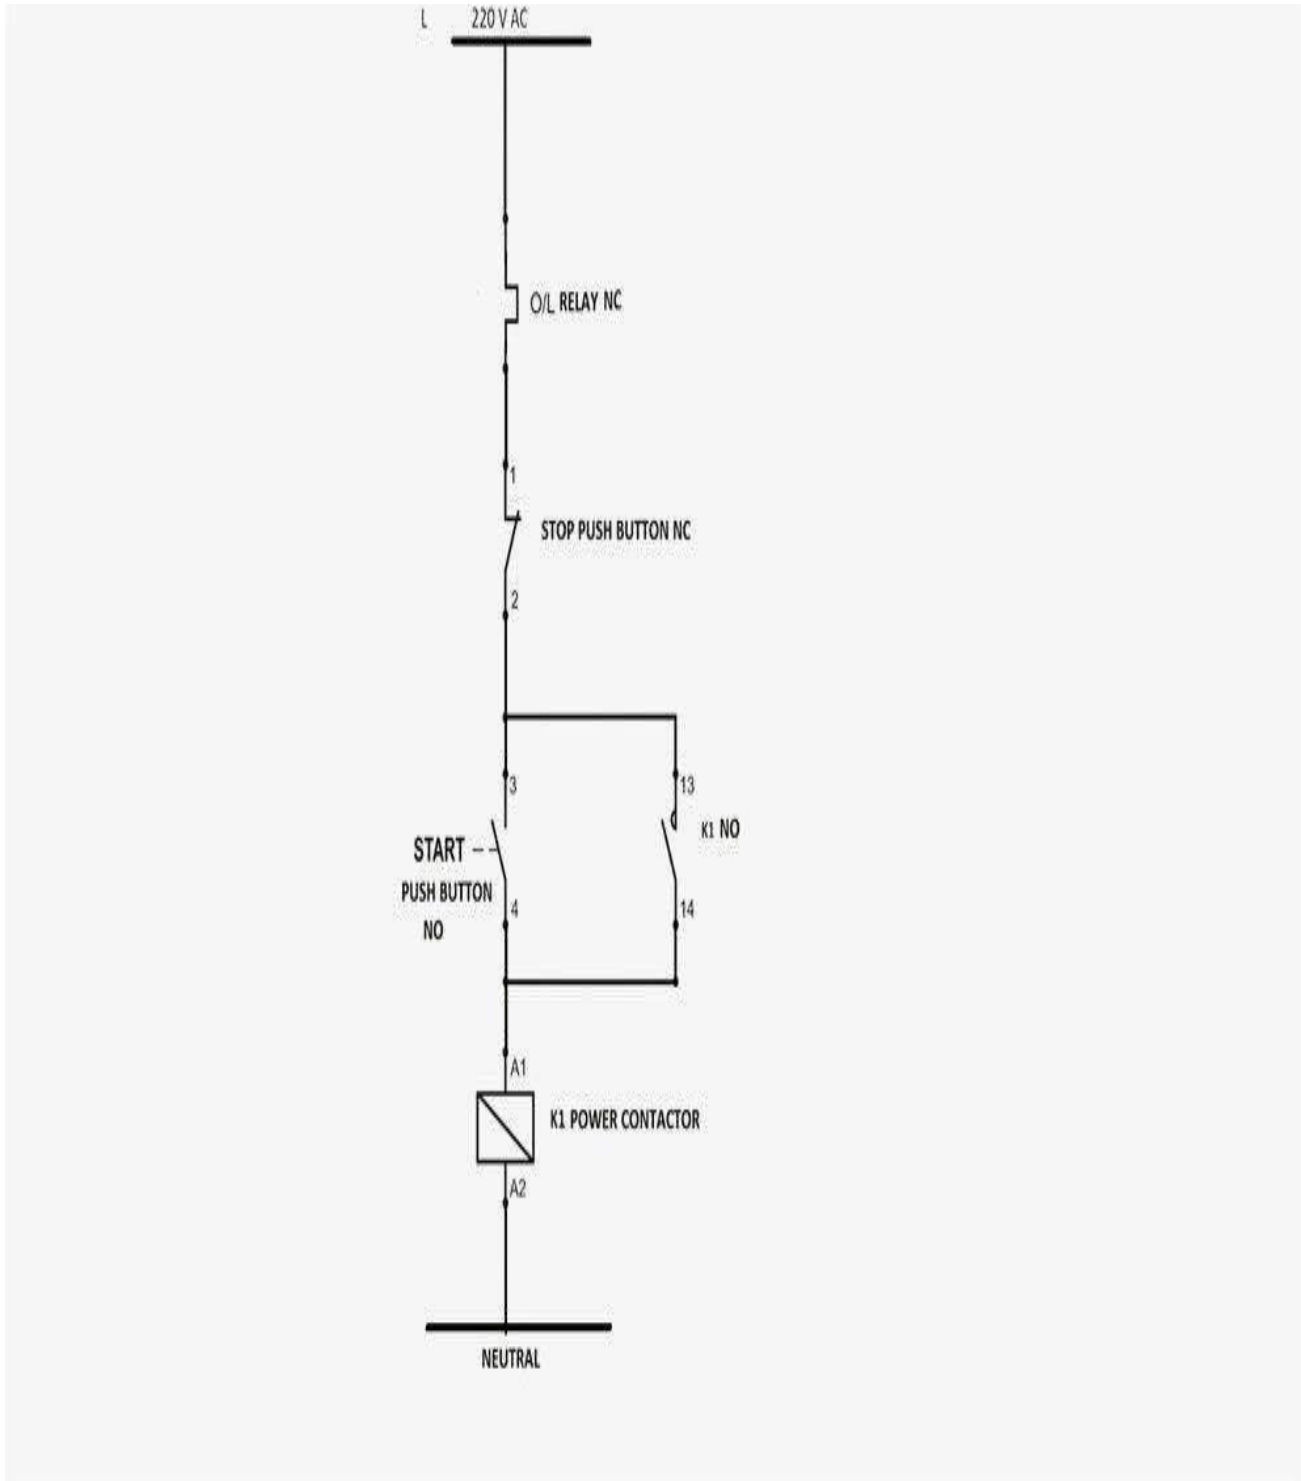 L 220 V AC
O/L RELAY NC
1
STOP PUSH BUTTON NC
2
3
13
K1 NO
START
PUSH BUTTON
NO
4
14
A1
K1 POWER CONTACTOR
A2
NEUTRAL